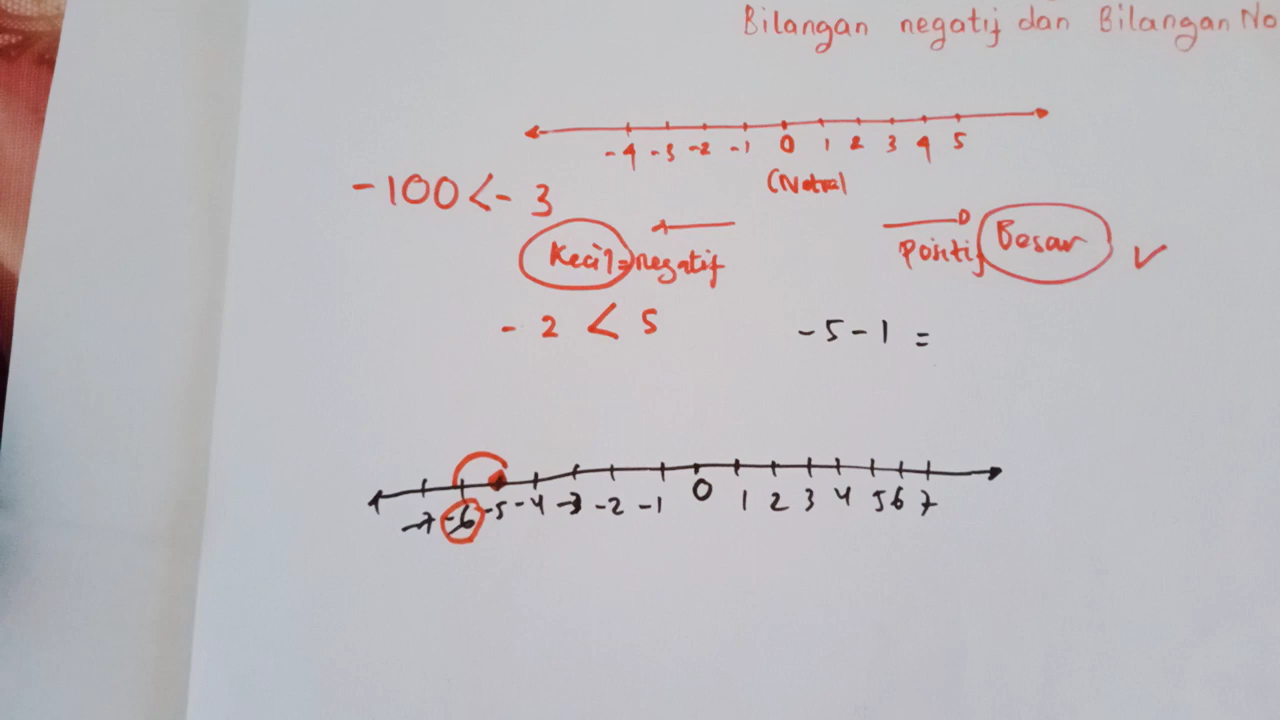 Bilangan negatif dan Bilangan No
-4 -3 -2 -1 0 1 2 3 4 5
(Netral
-100 < -3
Kecil = negatif
Positif Besar ✓
-2 < 5
-5-1 =
-7 -6 -5 -4 -3 -2 -1 0 1 2 3 4 5 6 7